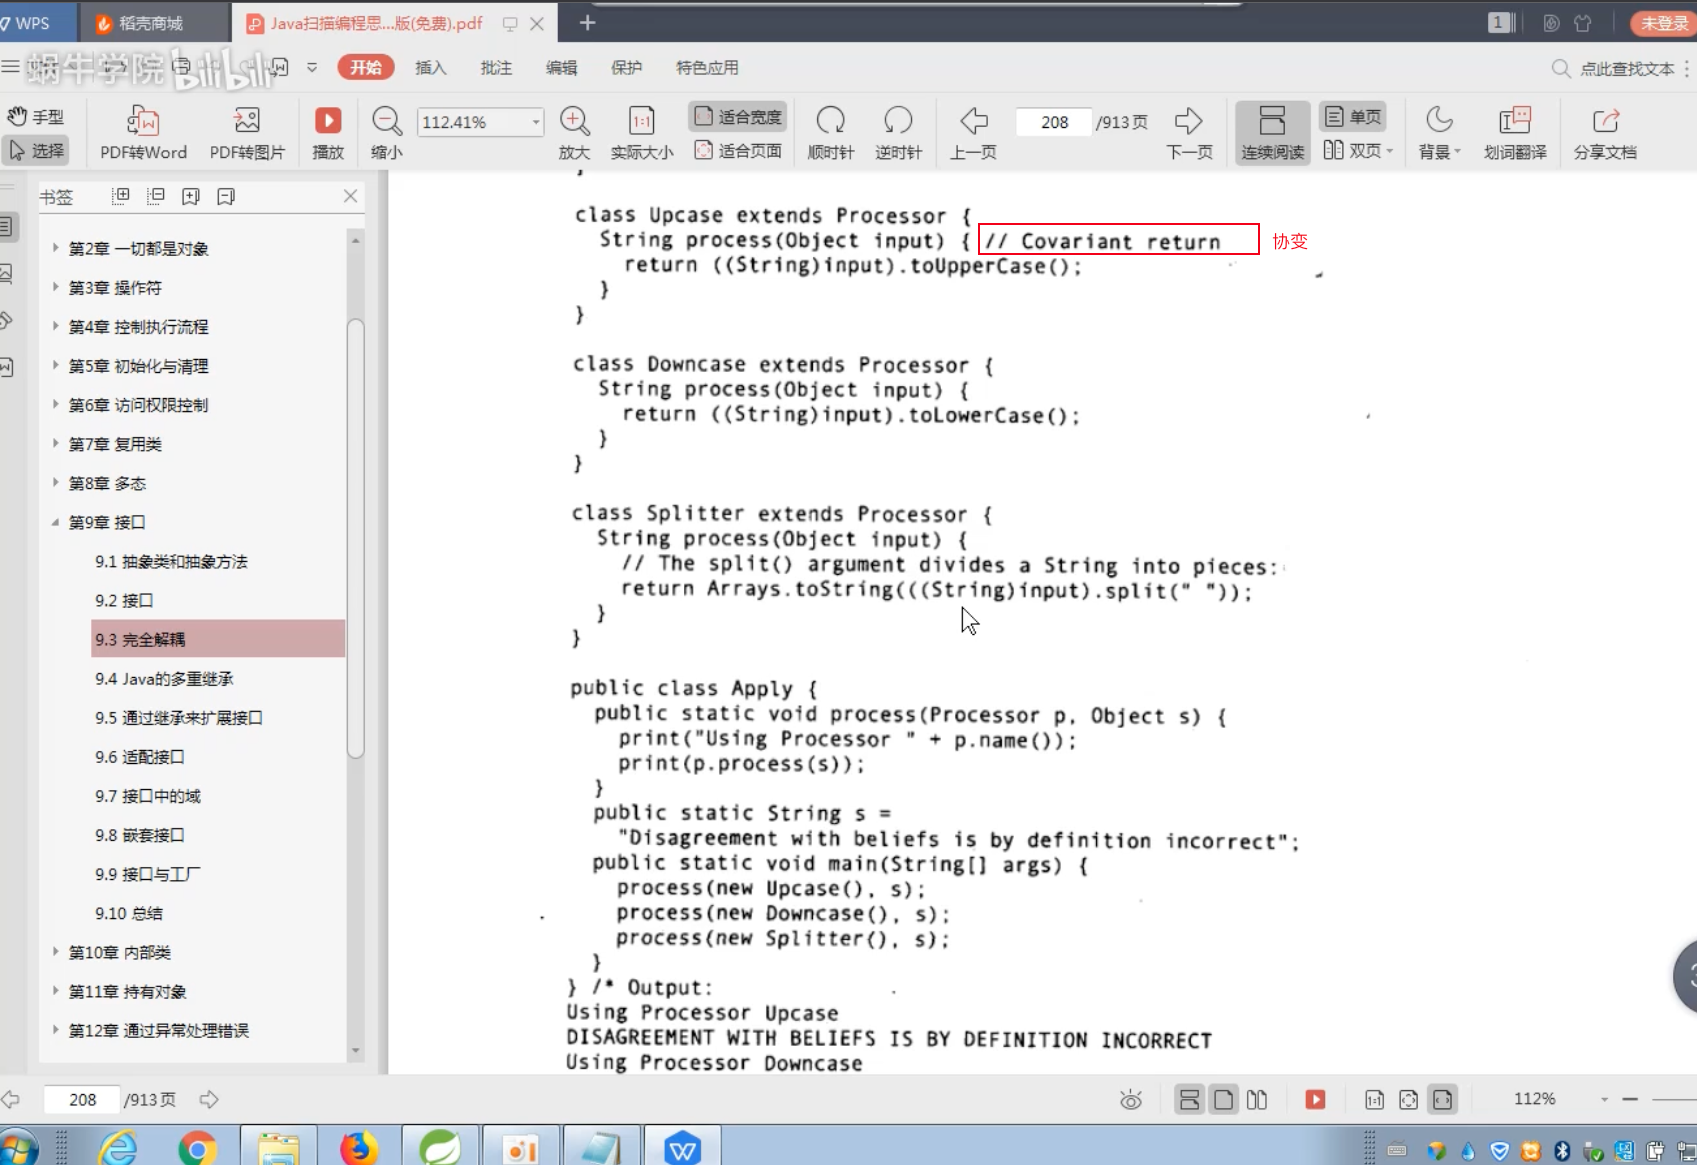 WPS
稻壳商城
Java扫描编程思...版(免费).pdf
1
未登录
蜗牛学院 bilibili
开始
插入
批注
编辑
保护
特色应用
点此查找文本
手型
选择
PDF转Word
PDF转图片
播放
缩小
112.41%
放大
1:1
实际大小
适合宽度
适合页面
顺时针
逆时针
上一页
208
/913页
下一页
连续阅读
单页
双页
背景
划词翻译
分享文档
书签
第2章 一切都是对象
第3章 操作符
第4章 控制执行流程
第5章 初始化与清理
第6章 访问权限控制
第7章 复用类
第8章 多态
第9章 接口
9.1 抽象类和抽象方法
9.2 接口
9.3 完全解耦
9.4 Java的多重继承
9.5 通过继承来扩展接口
9.6 适配接口
9.7 接口中的域
9.8 嵌套接口
9.9 接口与工厂
9.10 总结
第10章 内部类
第11章 持有对象
第12章 通过异常处理错误
}
class Upcase extends Processor {
String process(Object input) { // Covariant return 协变
return ((String)input).toUpperCase();
}
}
class Downcase extends Processor {
String process(Object input) {
return ((String)input).toLowerCase();
}
}
class Splitter extends Processor {
String process(Object input) {
// The split() argument divides a String into pieces:
return Arrays.toString(((String)input).split(" "));
}
}
public class Apply {
public static void process(Processor p, Object s) {
print("Using Processor " + p.name());
print(p.process(s));
}
public static String s =
"Disagreement with beliefs is by definition incorrect";
public static void main(String[] args) {
process(new Upcase(), s);
process(new Downcase(), s);
process(new Splitter(), s);
}
} /* Output:
Using Processor Upcase
DISAGREEMENT WITH BELIEFS IS BY DEFINITION INCORRECT
Using Processor Downcase
208
/913页
112%